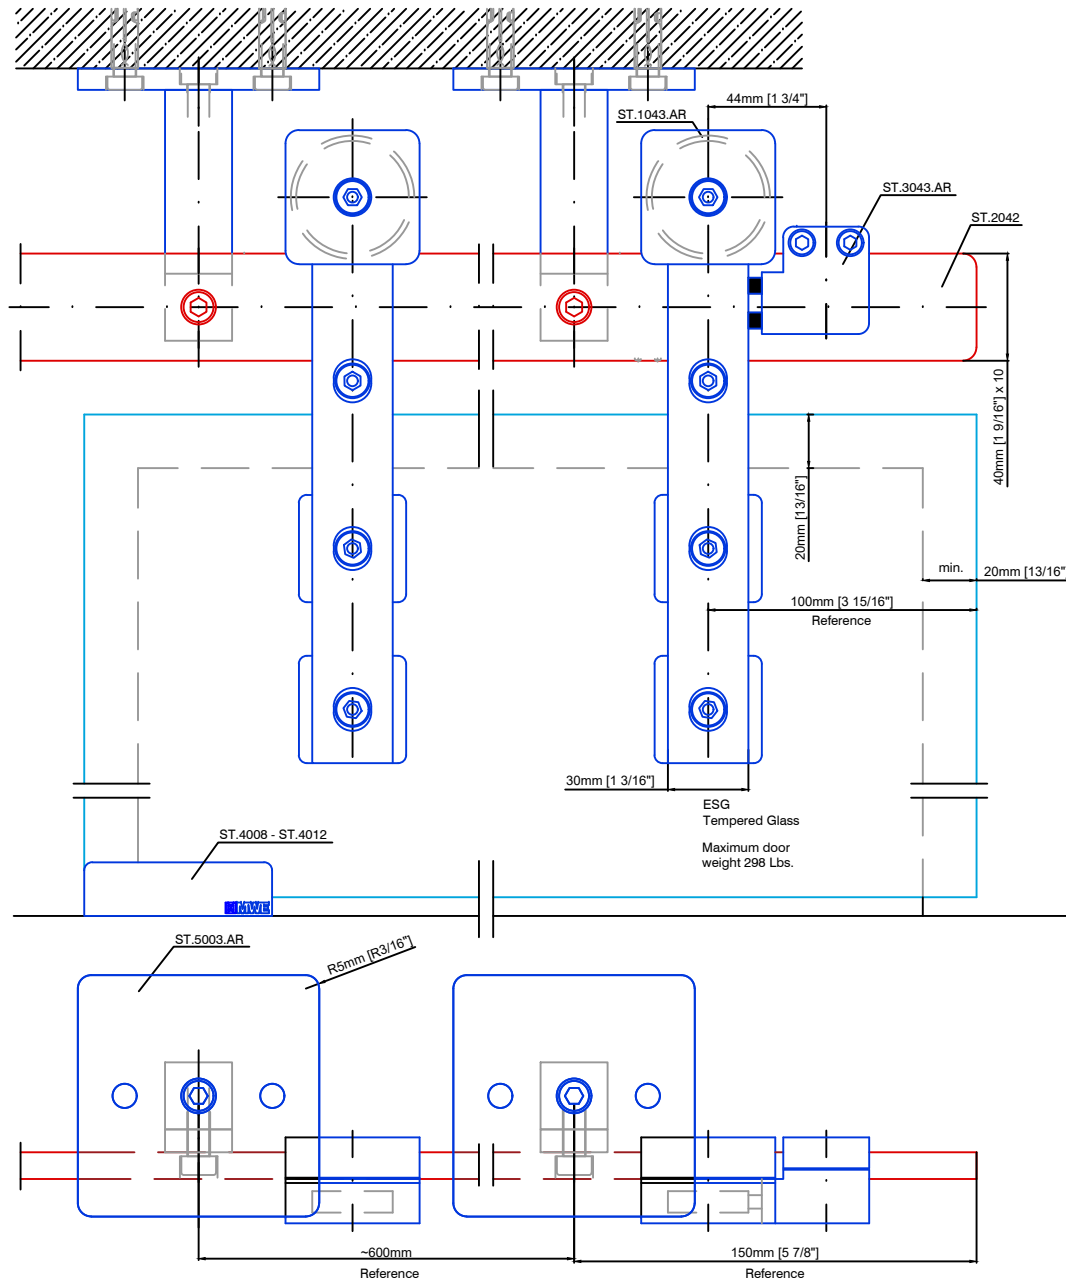 44mm [1 3/4"]
ST.1043.AR
ST.3043.AR
ST.2042
40mm [1 9/16"] x 10
20mm [13/16"]
min.
20mm [13/16"
100mm [3 15/16"]
Reference
30mm [1 3/16"]
ESG
Tempered Glass
Maximum door
weight 298 Lbs.
ST.4008 - ST.4012
MWE
ST.5003.AR
R5mm [R3/16"]
~600mm
Reference
150mm [5 7/8"]
Reference